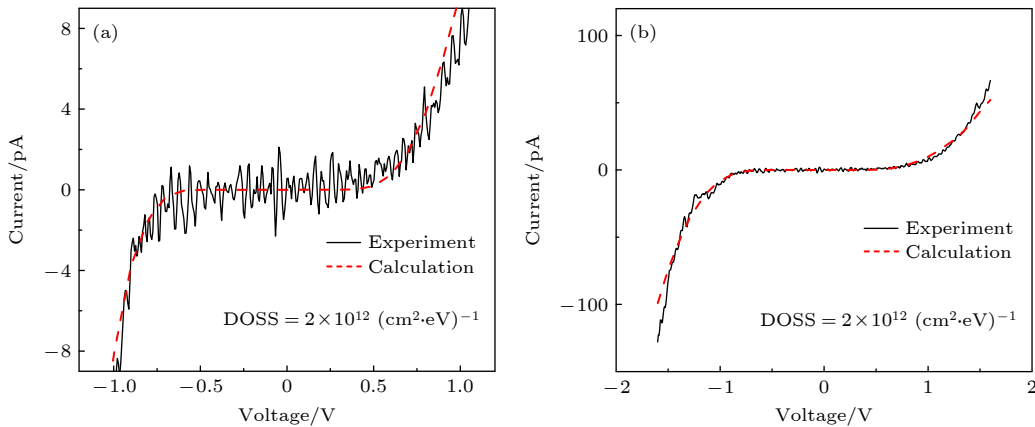 (a)
8
4
0
−4
−8
Current/pA
Experiment
Calculation
DOSS = 2×10¹² (cm²·eV)⁻¹
−1.0 −0.5 0 0.5 1.0
Voltage/V
(b)
100
0
−100
Current/pA
Experiment
Calculation
DOSS = 2×10¹² (cm²·eV)⁻¹
−2 −1 0 1 2
Voltage/V